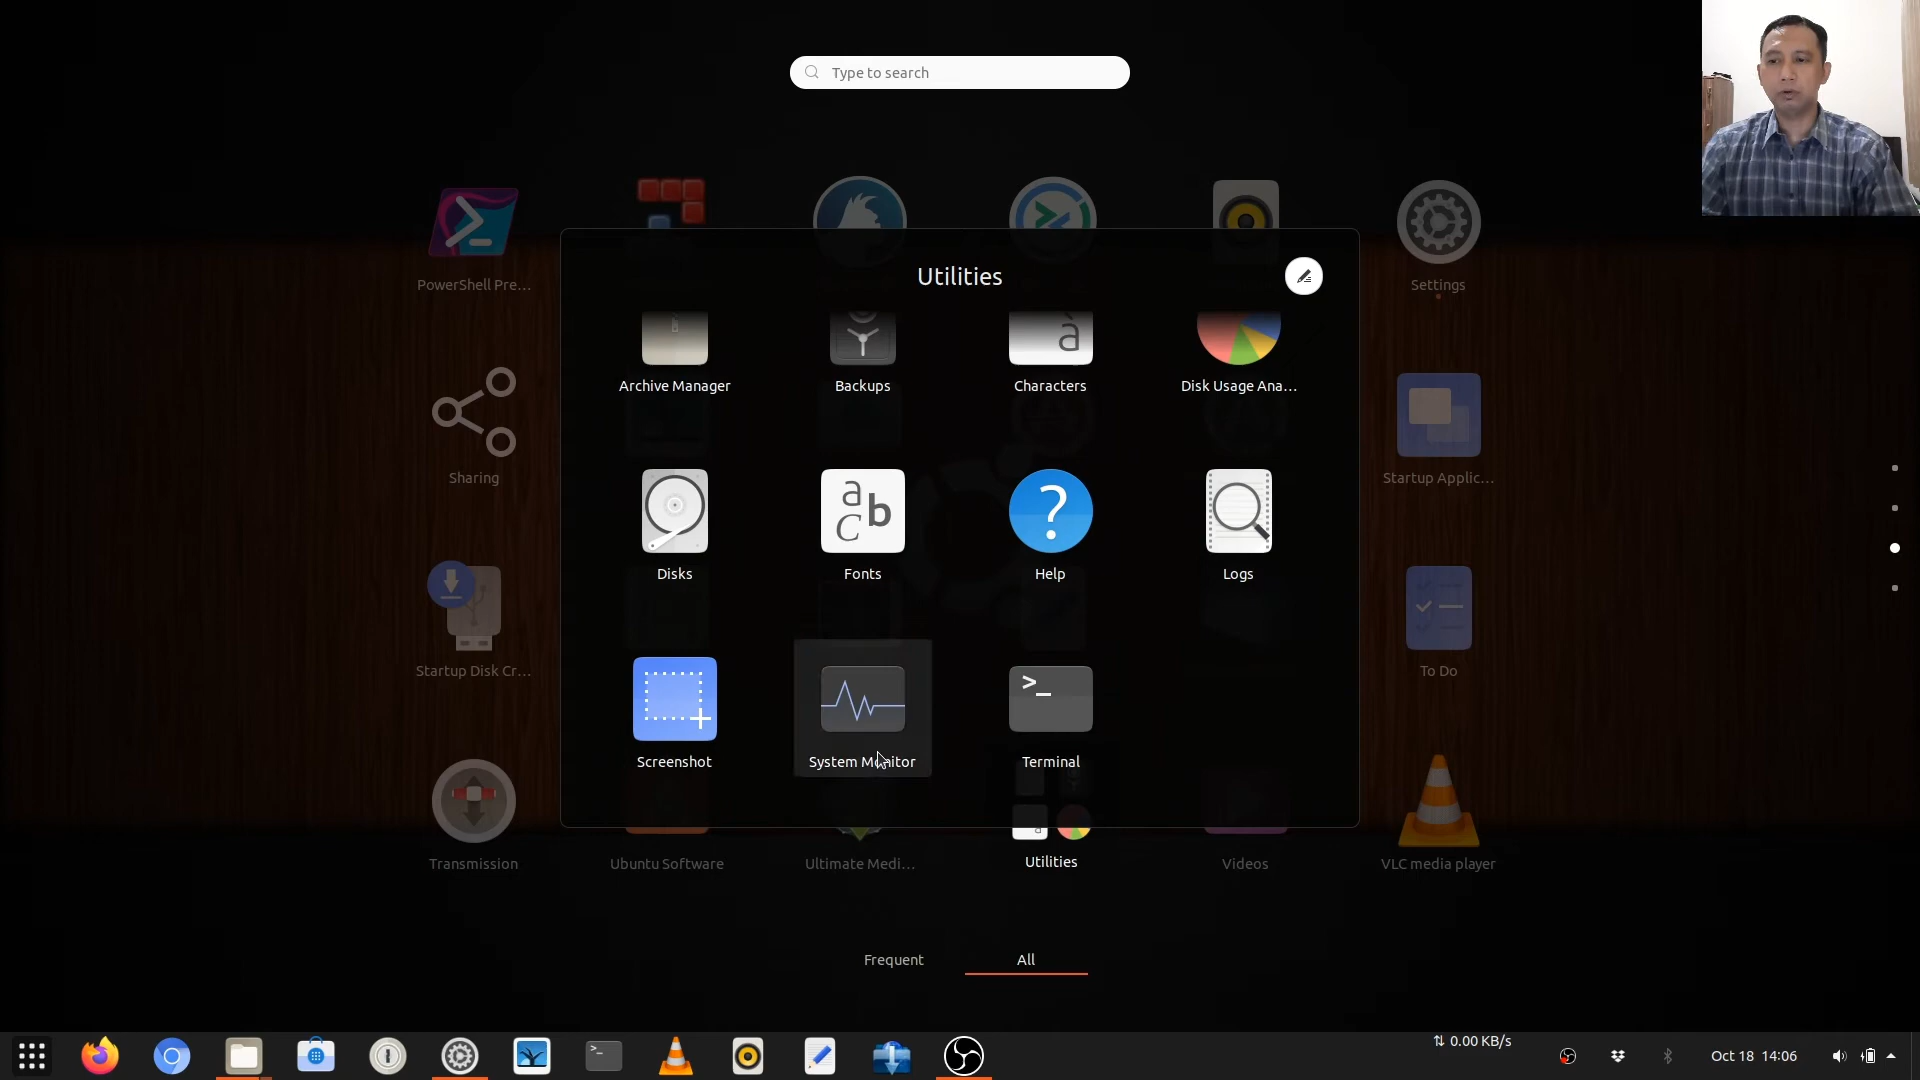 Type to search
Utilities
PowerShell Pre...
Settings
Archive Manager
Backups
Characters
Disk Usage Ana...
Sharing
Startup Applic...
Disks
Fonts
Help
Logs
Startup Disk Cr...
To Do
Screenshot
System Monitor
Terminal
Transmission
Ubuntu Software
Ultimate Medi...
Utilities
Videos
VLC media player
Frequent
All
0.00 KB/s
Oct 18 14:06